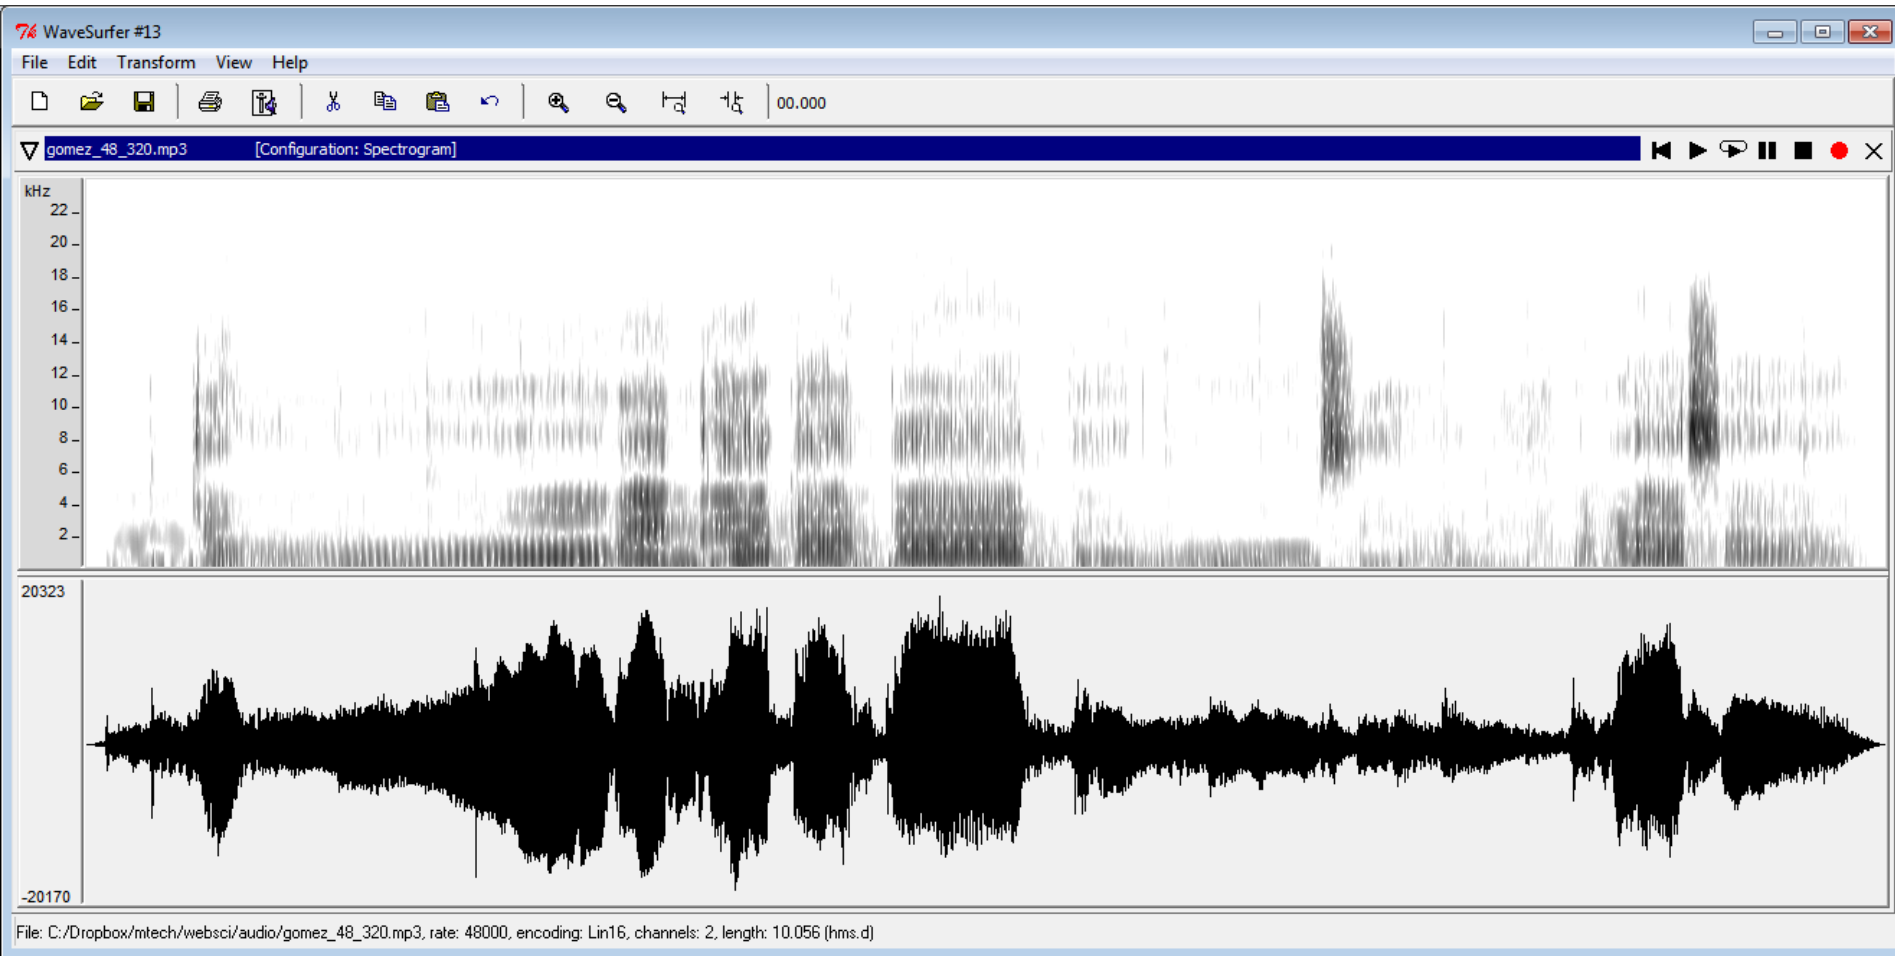 WaveSurfer #13
File Edit Transform View Help
00.000
gomez_48_320.mp3 [Configuration: Spectrogram]
kHz
22
20
18
16
14
12
10
8
6
4
2
20323
-20170
File: C:/Dropbox/mtech/websci/audio/gomez_48_320.mp3, rate: 48000, encoding: Lin16, channels: 2, length: 10.056 (hms.d)